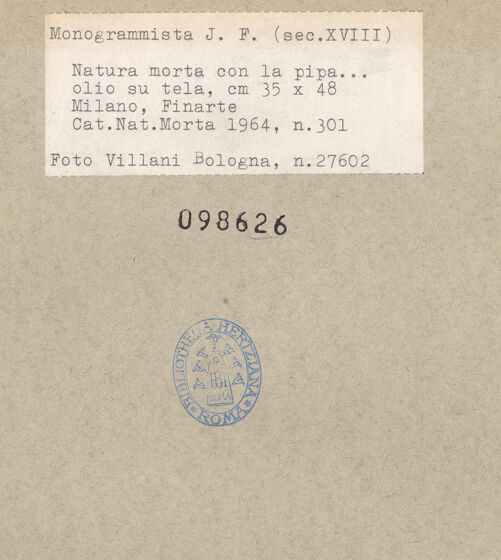 Monogrammista J. F. (sec.XVIII)
Natura morta con la pipa...
olio su tela, cm 35 x 48
Milano, Finarte
Cat.Nat.Morta 1964, n.301
Foto Villani Bologna, n.27602
098626
BIBLIOTHECA HERTZIANA
ROMA